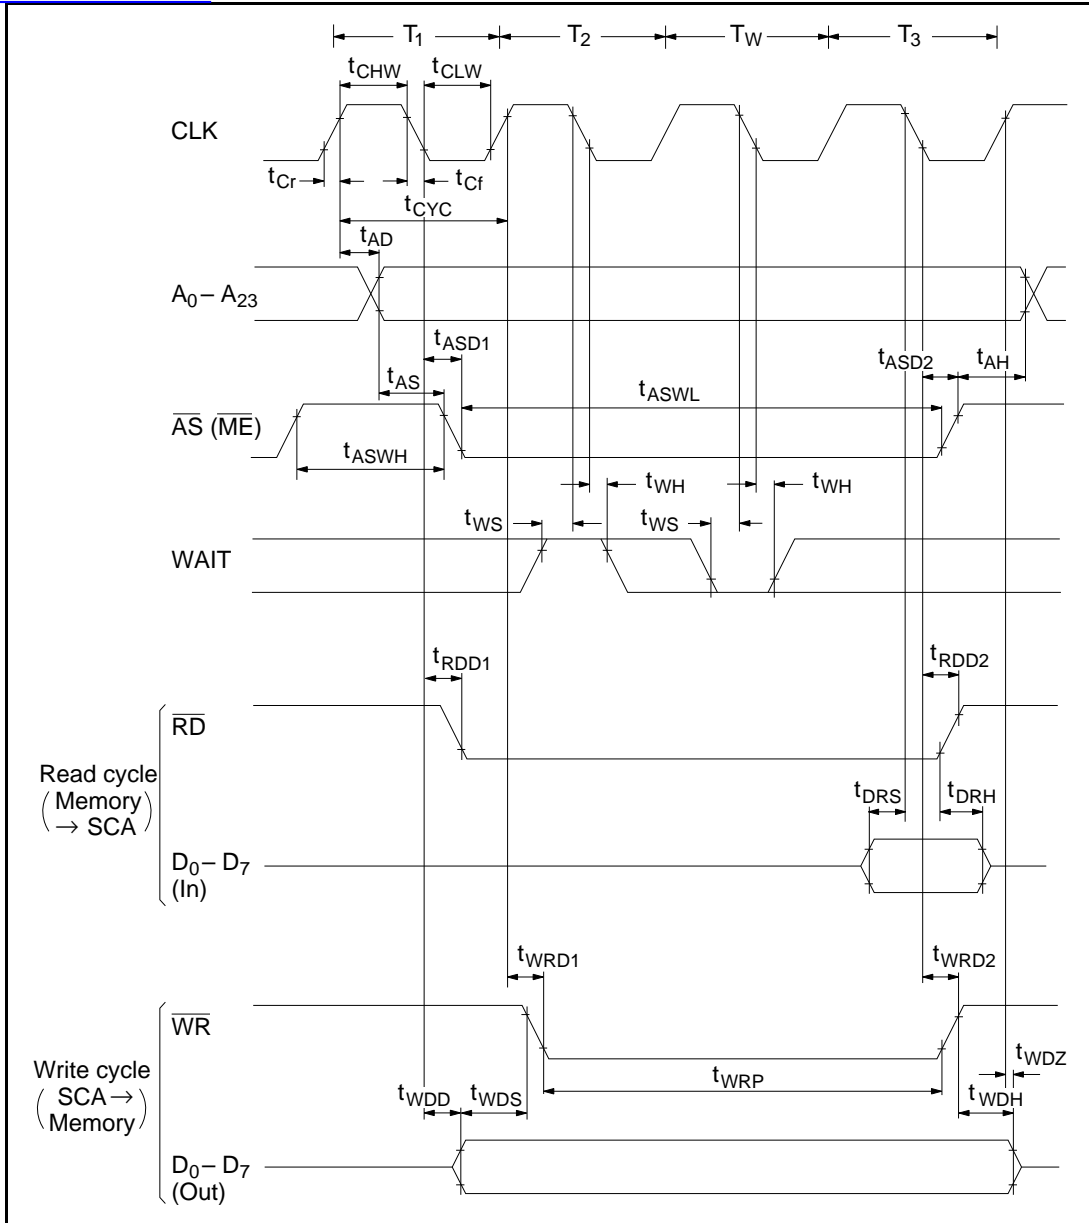 T1 T2 TW T3
tCHW tCLW
CLK
tCr tCf
tCYC
tAD
A0 – A23
tASD1 tASD2 tAH
tAS tASWL
AS (ME)
tASWH
tWH tWH
tWS tWS
WAIT
tRDD1 tRDD2
RD
Read cycle
(Memory
→ SCA)
tDRS tDRH
D0 – D7
(In)
tWRD1 tWRD2
WR
Write cycle
(SCA →
Memory)
tWDZ
tWRP
tWDD tWDS tWDH
D0 – D7
(Out)